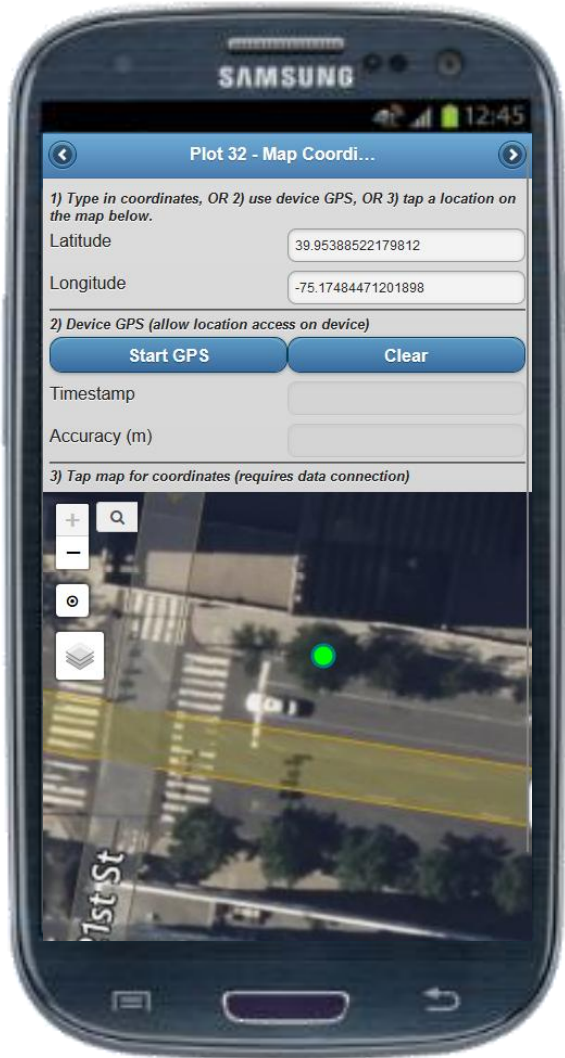 SAMSUNG
12:45
Plot 32 - Map Coordi...
1) Type in coordinates, OR 2) use device GPS, OR 3) tap a location on
the map below.
Latitude
39.95388522179812
Longitude
-75.17484471201898
2) Device GPS (allow location access on device)
Start GPS
Clear
Timestamp
Accuracy (m)
3) Tap map for coordinates (requires data connection)
+
−
1st St